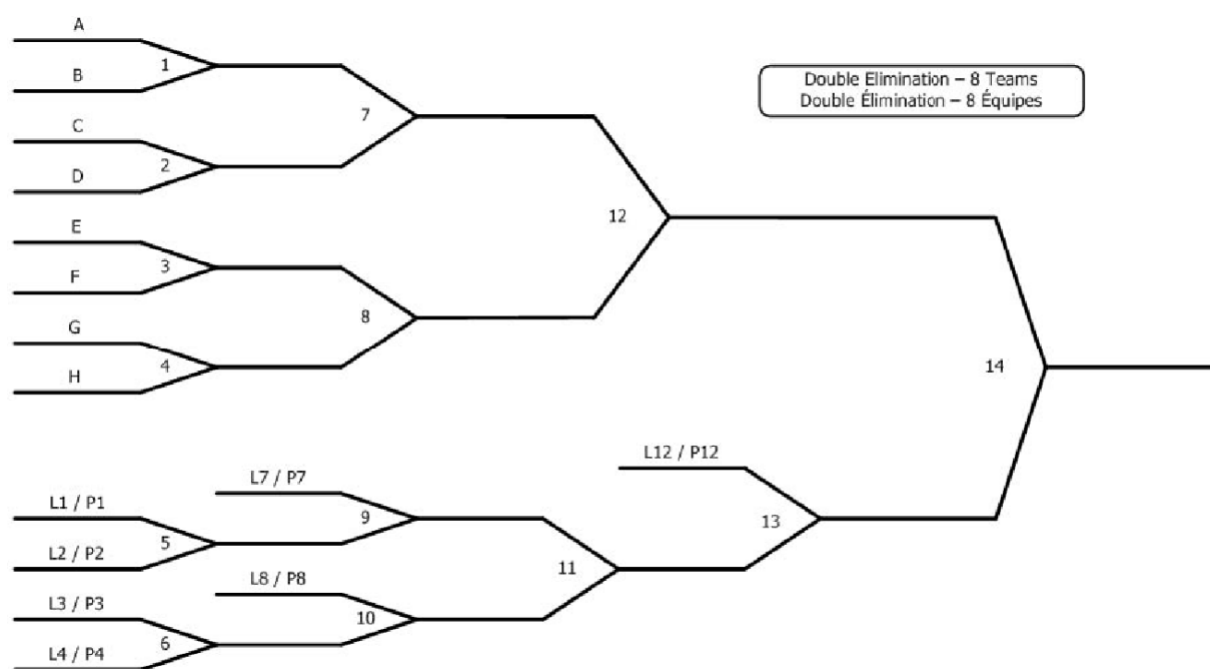 A
1
B
Double Elimination – 8 Teams
Double Élimination – 8 Équipes
7
C
2
D
12
E
3
F
8
G
4
H
14
L12 / P12
L7 / P7
L1 / P1
9
13
5
L2 / P2
11
L8 / P8
L3 / P3
10
6
L4 / P4